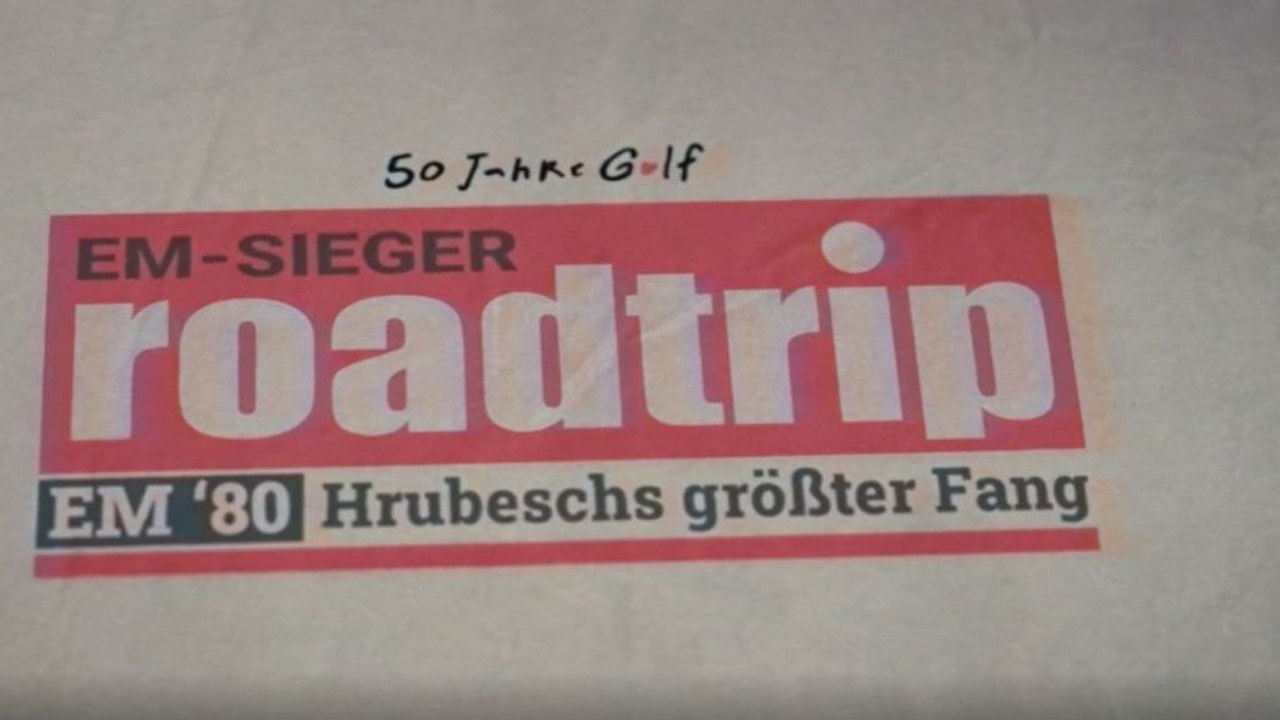 50 Jahre Golf
EM-SIEGER
roadtrip
EM '80 Hrubeschs größter Fang